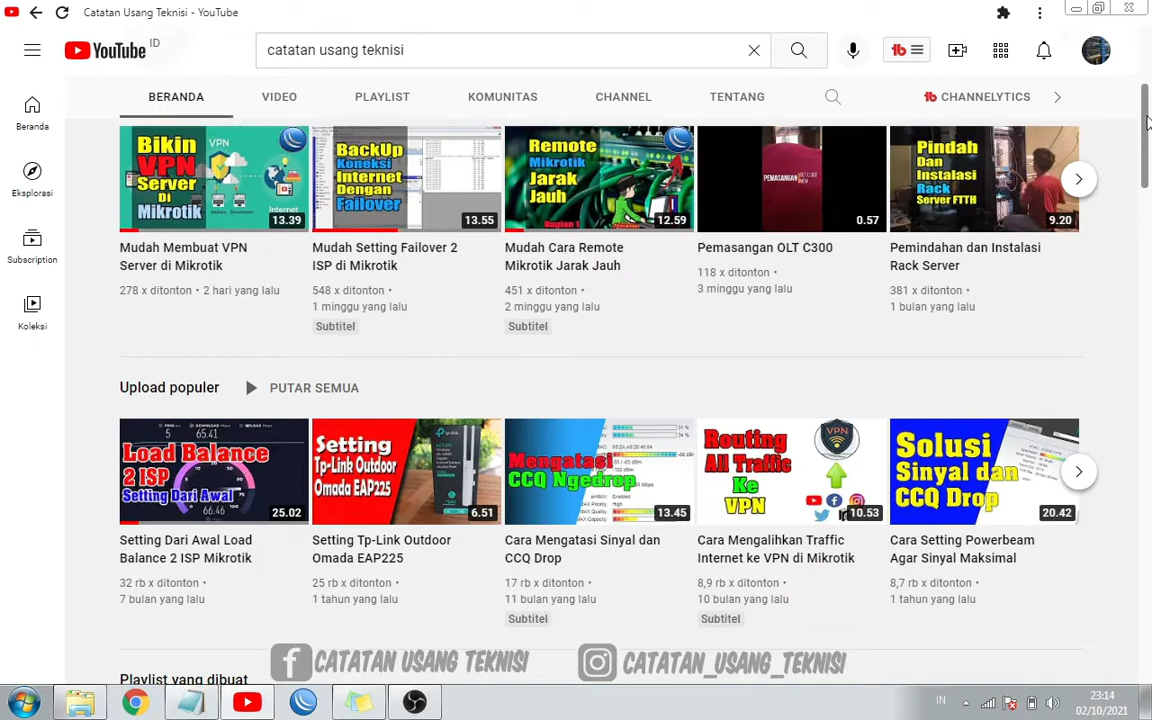 Catatan Usang Teknisi - YouTube
YouTube ID
catatan usang teknisi
BERANDA VIDEO PLAYLIST KOMUNITAS CHANNEL TENTANG CHANNELYTICS
Beranda
Eksplorasi
Subscription
Koleksi
Bikin
VPN
Server
Di
Mikrotik
VPN
Internet
13.39
BackUp
Koneksi
Internet
Dengan
Failover
13.55
Remote
Mikrotik
Jarak
Jauh
Bagian 1
12.59
PEMASANGAN OLT C300
0.57
Pindah
Dan
Instalasi
Rack
Server FTTH
9.20
Mudah Membuat VPN
Server di Mikrotik
278 x ditonton • 2 hari yang lalu
Mudah Setting Failover 2
ISP di Mikrotik
548 x ditonton •
1 minggu yang lalu
Subtitel
Mudah Cara Remote
Mikrotik Jarak Jauh
451 x ditonton •
2 minggu yang lalu
Subtitel
Pemasangan OLT C300
118 x ditonton •
3 minggu yang lalu
Pemindahan dan Instalasi
Rack Server
381 x ditonton •
1 bulan yang lalu
Upload populer PUTAR SEMUA
5 65.41
Load Balance
2 ISP
Setting Dari Awal
66.46
25.02
Setting
Tp-Link Outdoor
Omada EAP225
6.51
Mengatasi
CCQ Ngedrop
13.45
Routing
All Traffic
Ke
VPN
VPN
10.53
Solusi
Sinyal dan
CCQ Drop
20.42
Setting Dari Awal Load
Balance 2 ISP Mikrotik
32 rb x ditonton •
7 bulan yang lalu
Setting Tp-Link Outdoor
Omada EAP225
25 rb x ditonton •
1 tahun yang lalu
Cara Mengatasi Sinyal dan
CCQ Drop
17 rb x ditonton •
11 bulan yang lalu
Subtitel
Cara Mengalihkan Traffic
Internet ke VPN di Mikrotik
8,9 rb x ditonton •
10 bulan yang lalu
Subtitel
Cara Setting Powerbeam
Agar Sinyal Maksimal
8,7 rb x ditonton •
1 tahun yang lalu
CATATAN USANG TEKNISI
CATATAN_USANG_TEKNISI
Playlist yang dibuat
IN
23:14
02/10/2021